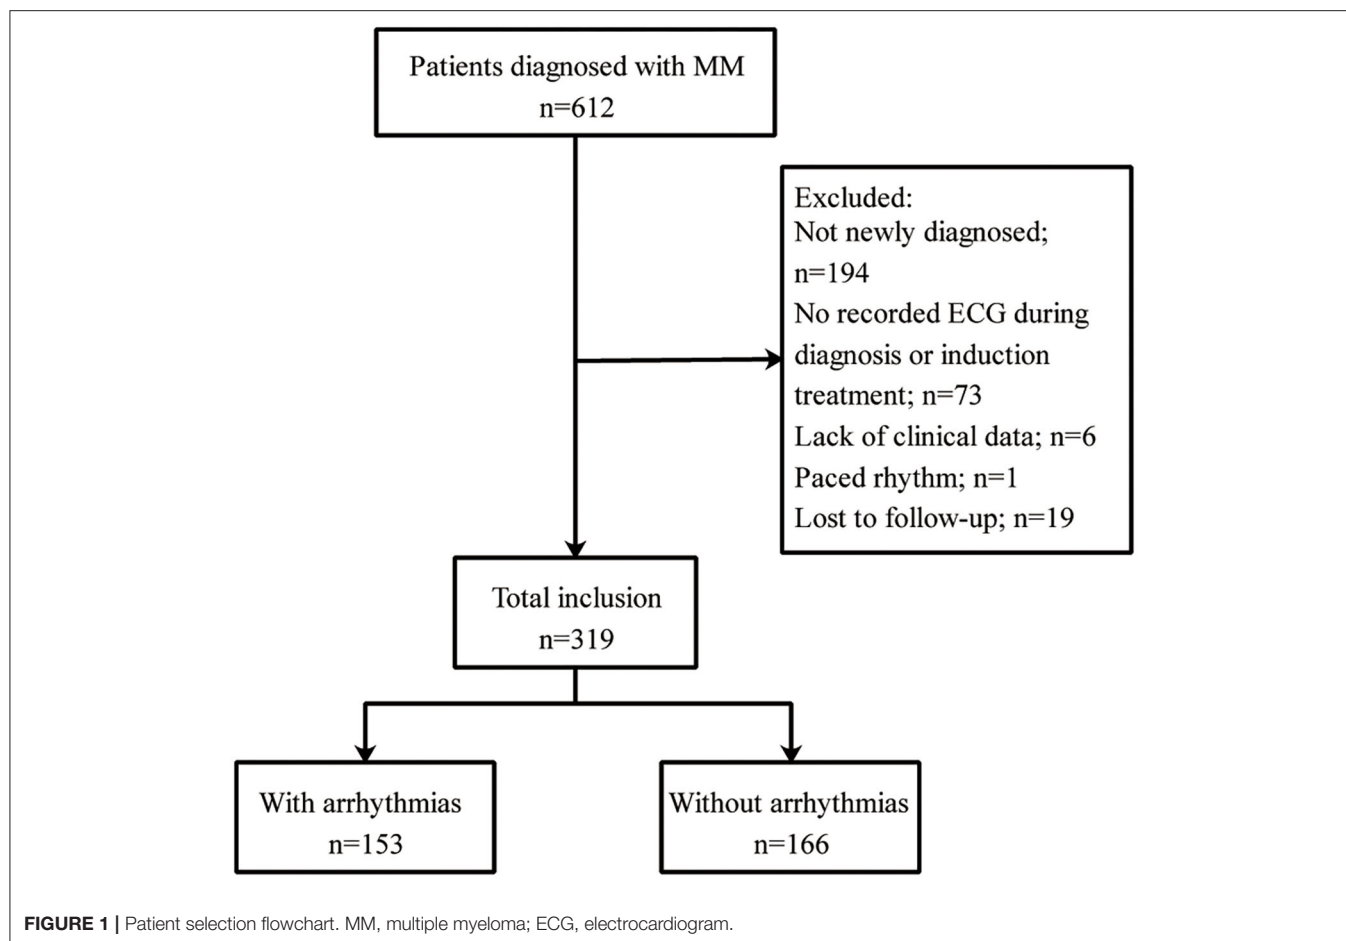 Patients diagnosed with MM
n=612
Excluded:
Not newly diagnosed;
n=194
No recorded ECG during
diagnosis or induction
treatment; n=73
Lack of clinical data; n=6
Paced rhythm; n=1
Lost to follow-up; n=19
Total inclusion
n=319
With arrhythmias
n=153
Without arrhythmias
n=166
FIGURE 1 | Patient selection flowchart. MM, multiple myeloma; ECG, electrocardiogram.